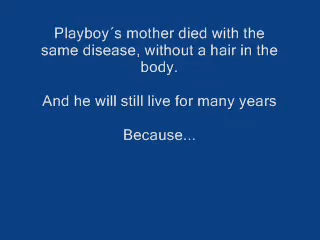 Playboy´s mother died with the
same disease, without a hair in the
body.
And he will still live for many years
Because...